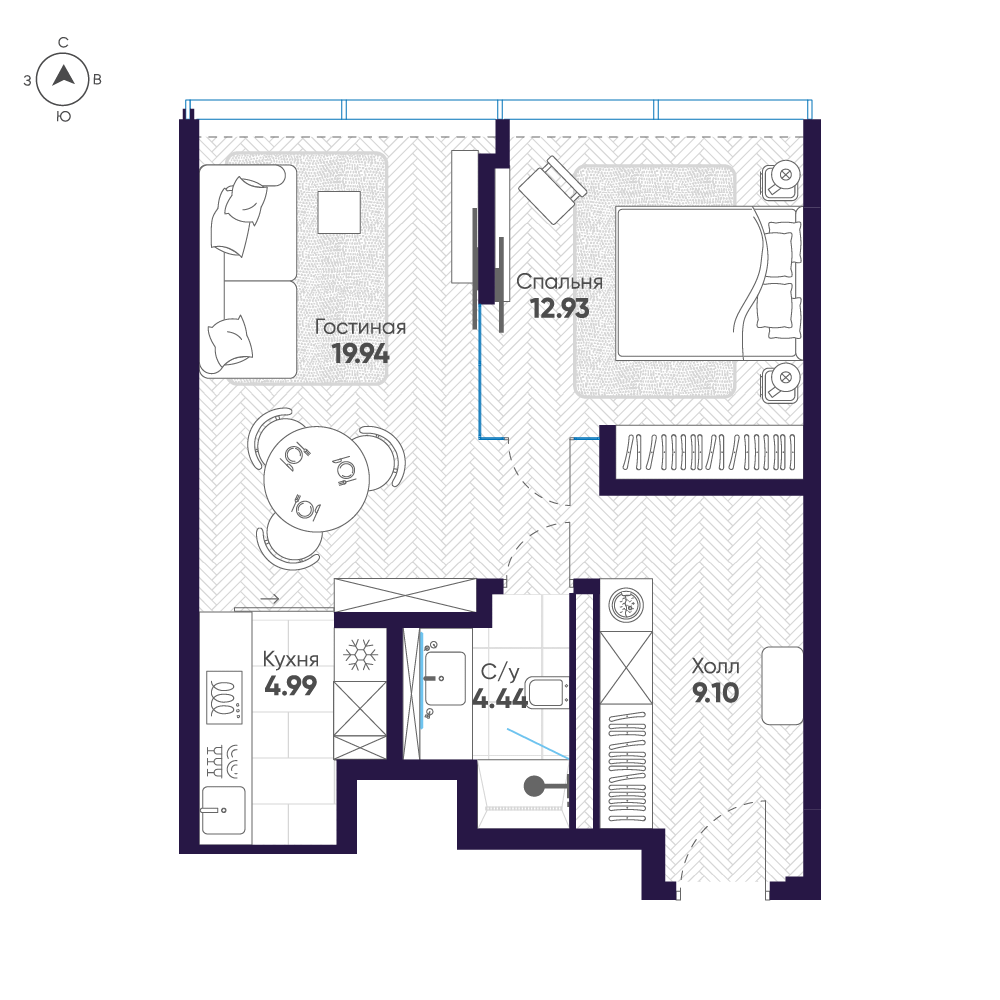 С
З
В
Ю
Спальня
12.93
Гостиная
19.94
Кухня
4.99
С/у
4.44
Холл
9.10